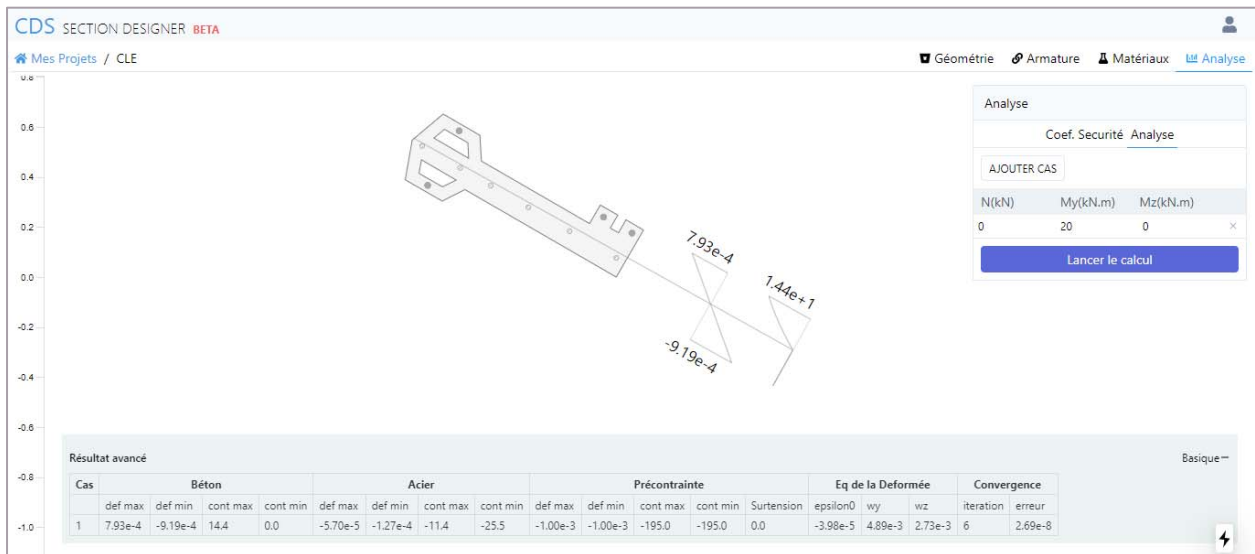 CDS SECTION DESIGNER BETA
Mes Projets / CLE
Géométrie Armature Matériaux Analyse
0.8
0.6
0.4
0.2
0.0
-0.2
-0.4
-0.6
-0.8
-1.0
7.93e-4
1.44e+1
-9.19e-4
Analyse
Coef. Securité Analyse
AJOUTER CAS
N(kN) My(kN.m) Mz(kN.m)
0 20 0 ×
Lancer le calcul
Résultat avancé Basique
Cas Béton Acier Précontrainte Eq de la Deformée Convergence
def max def min cont max cont min def max def min cont max cont min def max def min cont max cont min Surtension epsilon0 wy wz iteration erreur
1 7.93e-4 -9.19e-4 14.4 0.0 -5.70e-5 -1.27e-4 -11.4 -25.5 -1.00e-3 -1.00e-3 -195.0 -195.0 0.0 -3.98e-5 4.89e-3 2.73e-3 6 2.69e-8